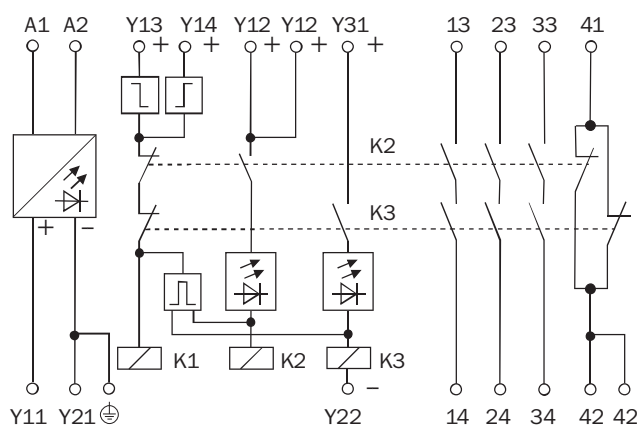 A1 A2 Y13 Y14 Y12 Y12 Y31 13 23 33 41
+ + + + +
K2
K3
+ −
K1 K2 K3
−
Y11 Y21 Y22 14 24 34 42 42